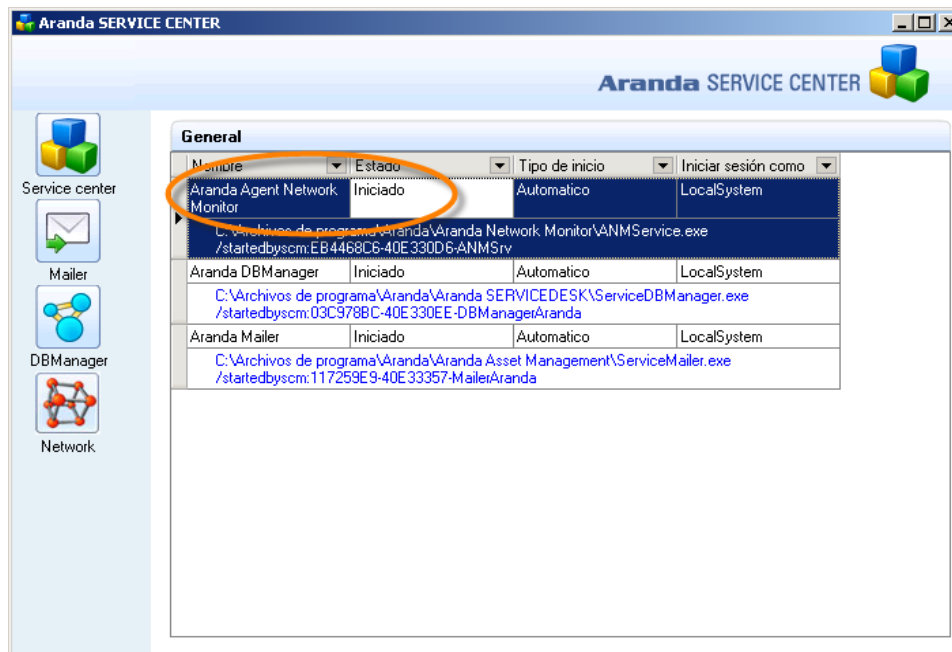 Aranda SERVICE CENTER
Aranda SERVICE CENTER
Service center
Mailer
DBManager
Network
General
Nombre Estado Tipo de inicio Iniciar sesión como
Aranda Agent Network Iniciado Automatico LocalSystem
Monitor
C:\Archivos de programa\Aranda\Aranda Network Monitor\ANMService.exe
/startedbyscm:EB4468C6-40E330D6-ANMSrv
Aranda DBManager Iniciado Automatico LocalSystem
C:\Archivos de programa\Aranda\Aranda SERVICEDESK\ServiceDBManager.exe
/startedbyscm:03C978BC-40E330EE-DBManagerAranda
Aranda Mailer Iniciado Automatico LocalSystem
C:\Archivos de programa\Aranda\Aranda Asset Management\ServiceMailer.exe
/startedbyscm:117259E9-40E33357-MailerAranda